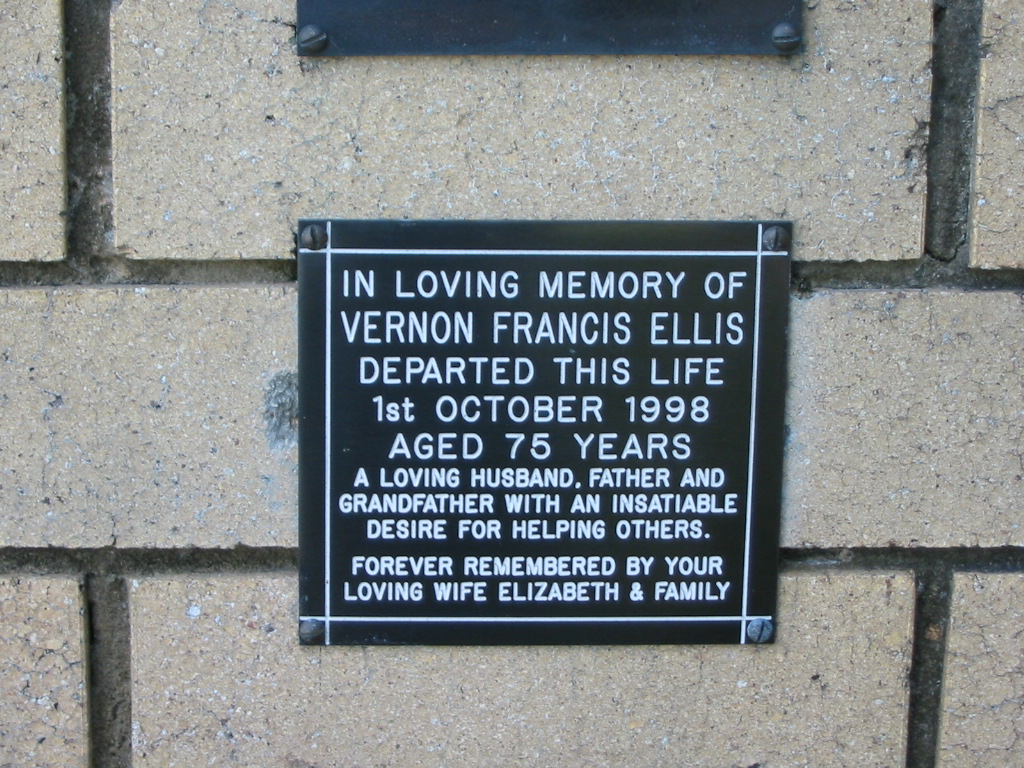 IN LOVING MEMORY OF
VERNON FRANCIS ELLIS
DEPARTED THIS LIFE
1st OCTOBER 1998
AGED 75 YEARS
A LOVING HUSBAND, FATHER AND
GRANDFATHER WITH AN INSATIABLE
DESIRE FOR HELPING OTHERS.
FOREVER REMEMBERED BY YOUR
LOVING WIFE ELIZABETH & FAMILY